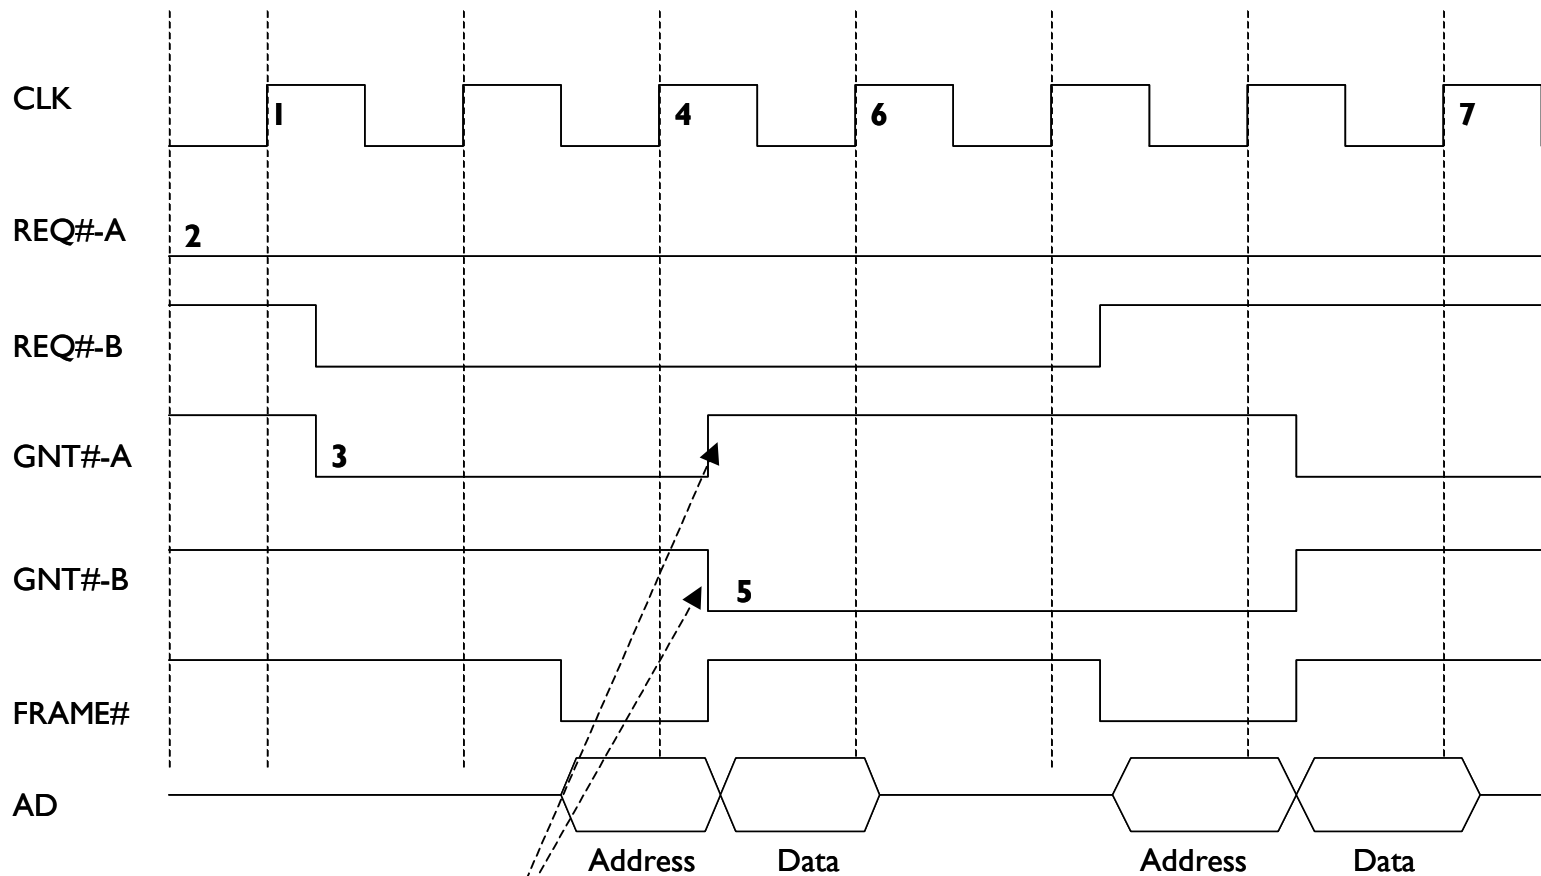 CLK
1
4
6
7
REQ#-A
2
REQ#-B
GNT#-A
3
GNT#-B
5
FRAME#
AD
Address
Data
Address
Data